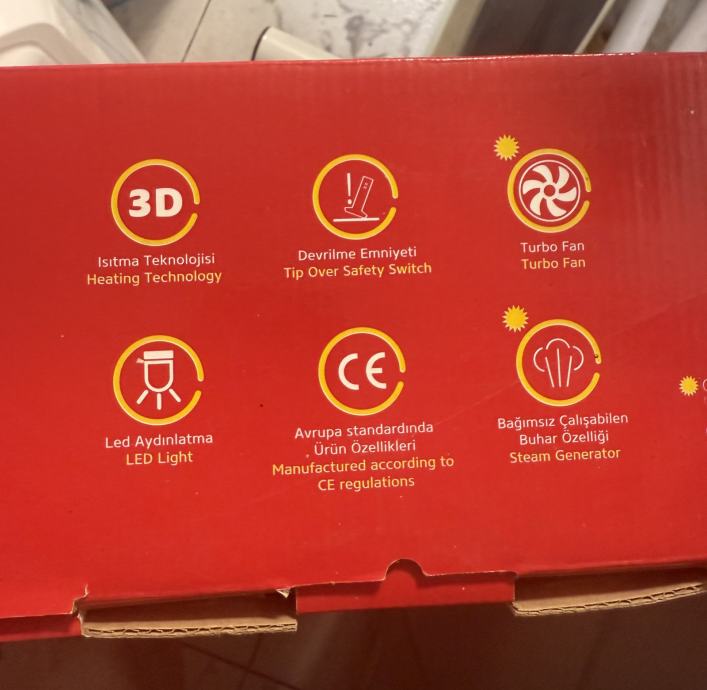 3D
Isıtma Teknolojisi
Heating Technology
Devrilme Emniyeti
Tip Over Safety Switch
Turbo Fan
Turbo Fan
Led Aydınlatma
LED Light
CE
Avrupa standardında
Ürün Özellikleri
Manufactured according to
CE regulations
Bağımsız Çalışabilen
Buhar Özelliği
Steam Generator